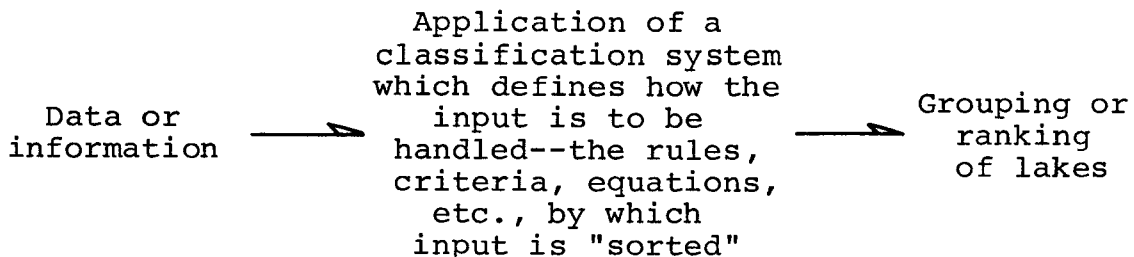 Data or
information
Application of a
classification system
which defines how the
input is to be
handled--the rules,
criteria, equations,
etc., by which
input is "sorted"
Grouping or
ranking
of lakes